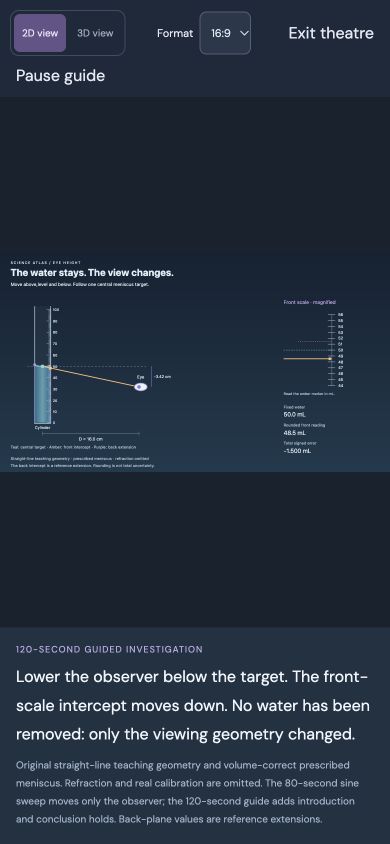 2D view
3D view
Format
16:9
Exit theatre
Pause guide
SCIENCE ATLAS / EYE HEIGHT
The water stays. The view changes.
Move above, level and below. Follow one central meniscus target.
100
90
80
70
60
50
40
30
20
10
0
Cylinder
Eye
-3.42 cm
D = 16.0 cm
Teal: central target · Amber: front intercept · Purple: back extension
Straight-line teaching geometry · prescribed meniscus · refraction omitted
The back intercept is a reference extension. Rounding is not total uncertainty.
Front scale · magnified
56
55
54
53
52
51
50
49
48
47
46
45
44
Read the amber marker in mL.
Fixed water
50.0 mL
Rounded front reading
48.5 mL
Total signed error
-1.500 mL
120-SECOND GUIDED INVESTIGATION
Lower the observer below the target. The front-
scale intercept moves down. No water has been
removed: only the viewing geometry changed.
Original straight-line teaching geometry and volume-correct prescribed
meniscus. Refraction and real calibration are omitted. The 80-second sine
sweep moves only the observer; the 120-second guide adds introduction
and conclusion holds. Back-plane values are reference extensions.